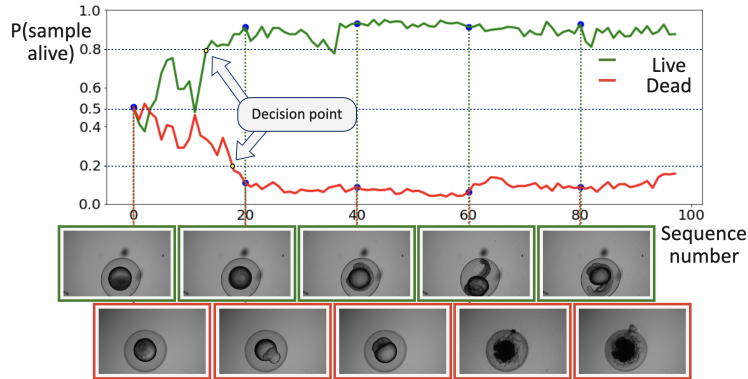 P(sample
alive)
1.0
0.8
0.6
0.5
0.4
0.2
0.0
Live
Dead
Decision point
0
20
40
60
80
100
Sequence
number